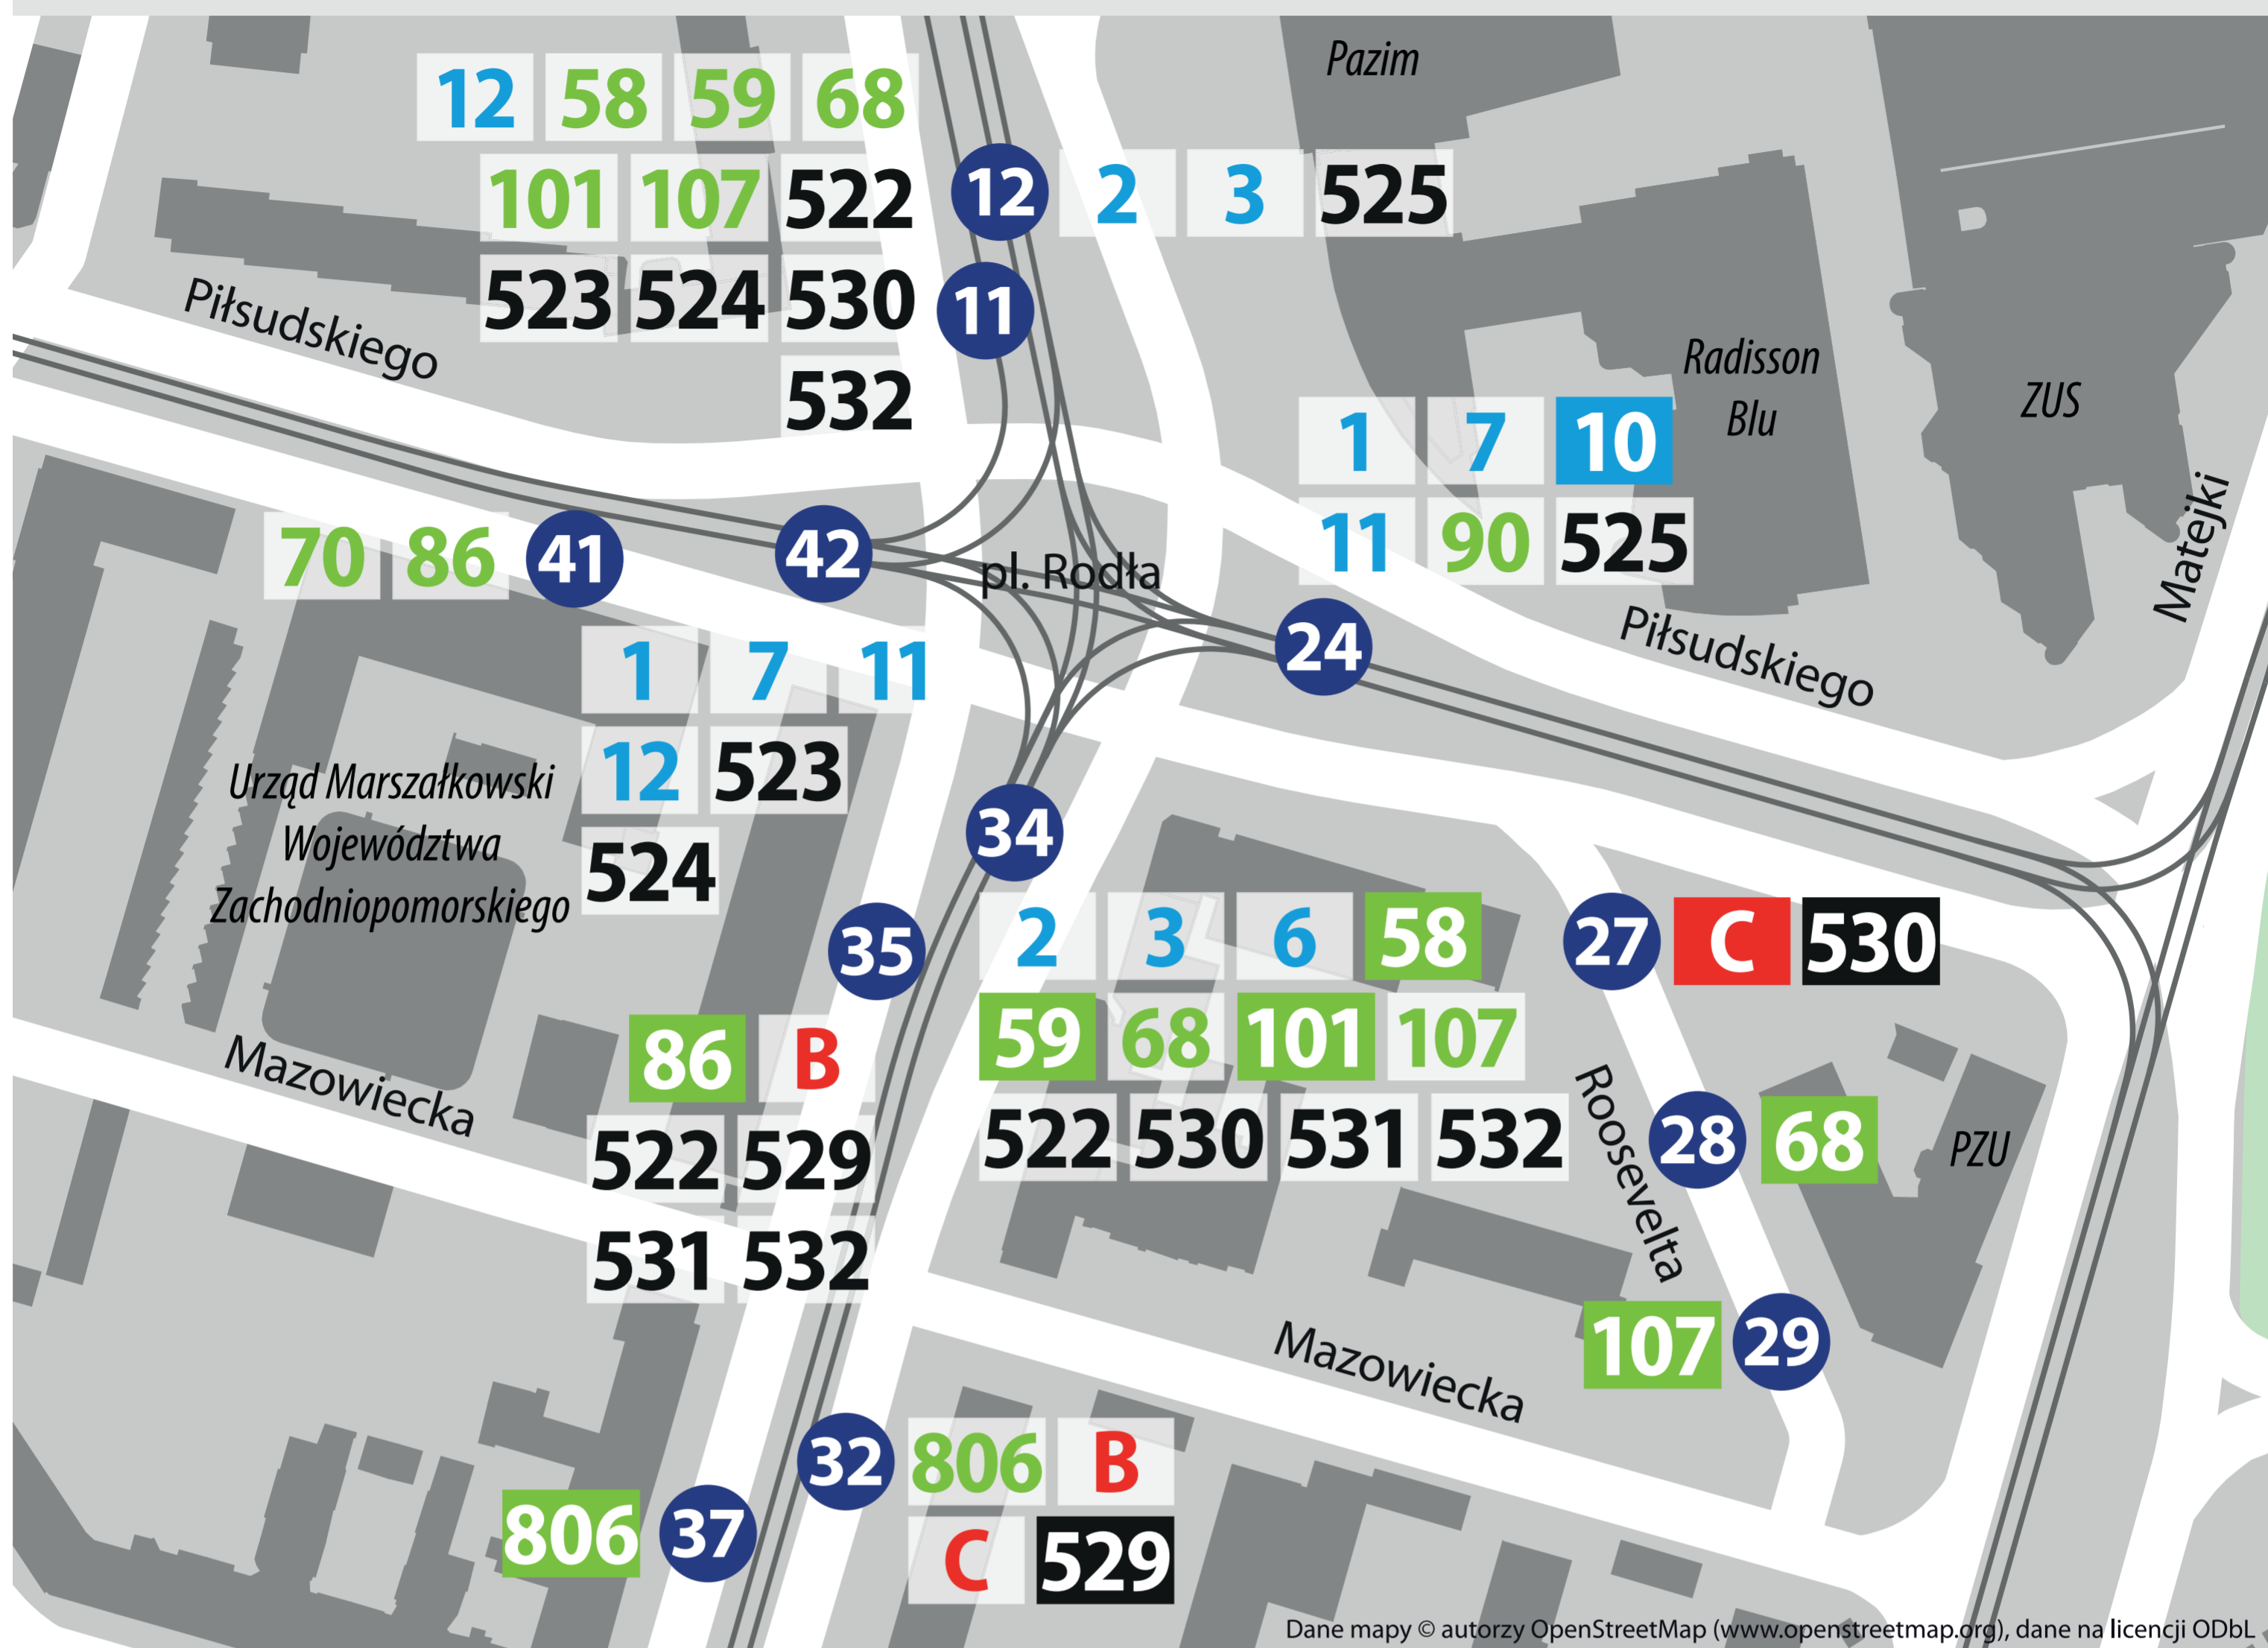 Pazim
12 58 59 68
101 107 522
12 2 3 525
523 524 530
11
532
Piłsudskiego
Radisson
Blu
ZUS
Matejki
1 7 10
11 90 525
70 86 41
42
pl. Rodła
24
Piłsudskiego
1 7 11
12 523
524
Urząd Marszałkowski
Województwa
Zachodniopomorskiego
34
35
2 3 6 58
59 68 101 107
522 530 531 532
27 C 530
86 B
522 529
531 532
Mazowiecka
Roosevelta
28 68
PZU
107 29
Mazowiecka
32 806 B
C 529
806 37
Dane mapy © autorzy OpenStreetMap (www.openstreetmap.org), dane na licencji ODbL